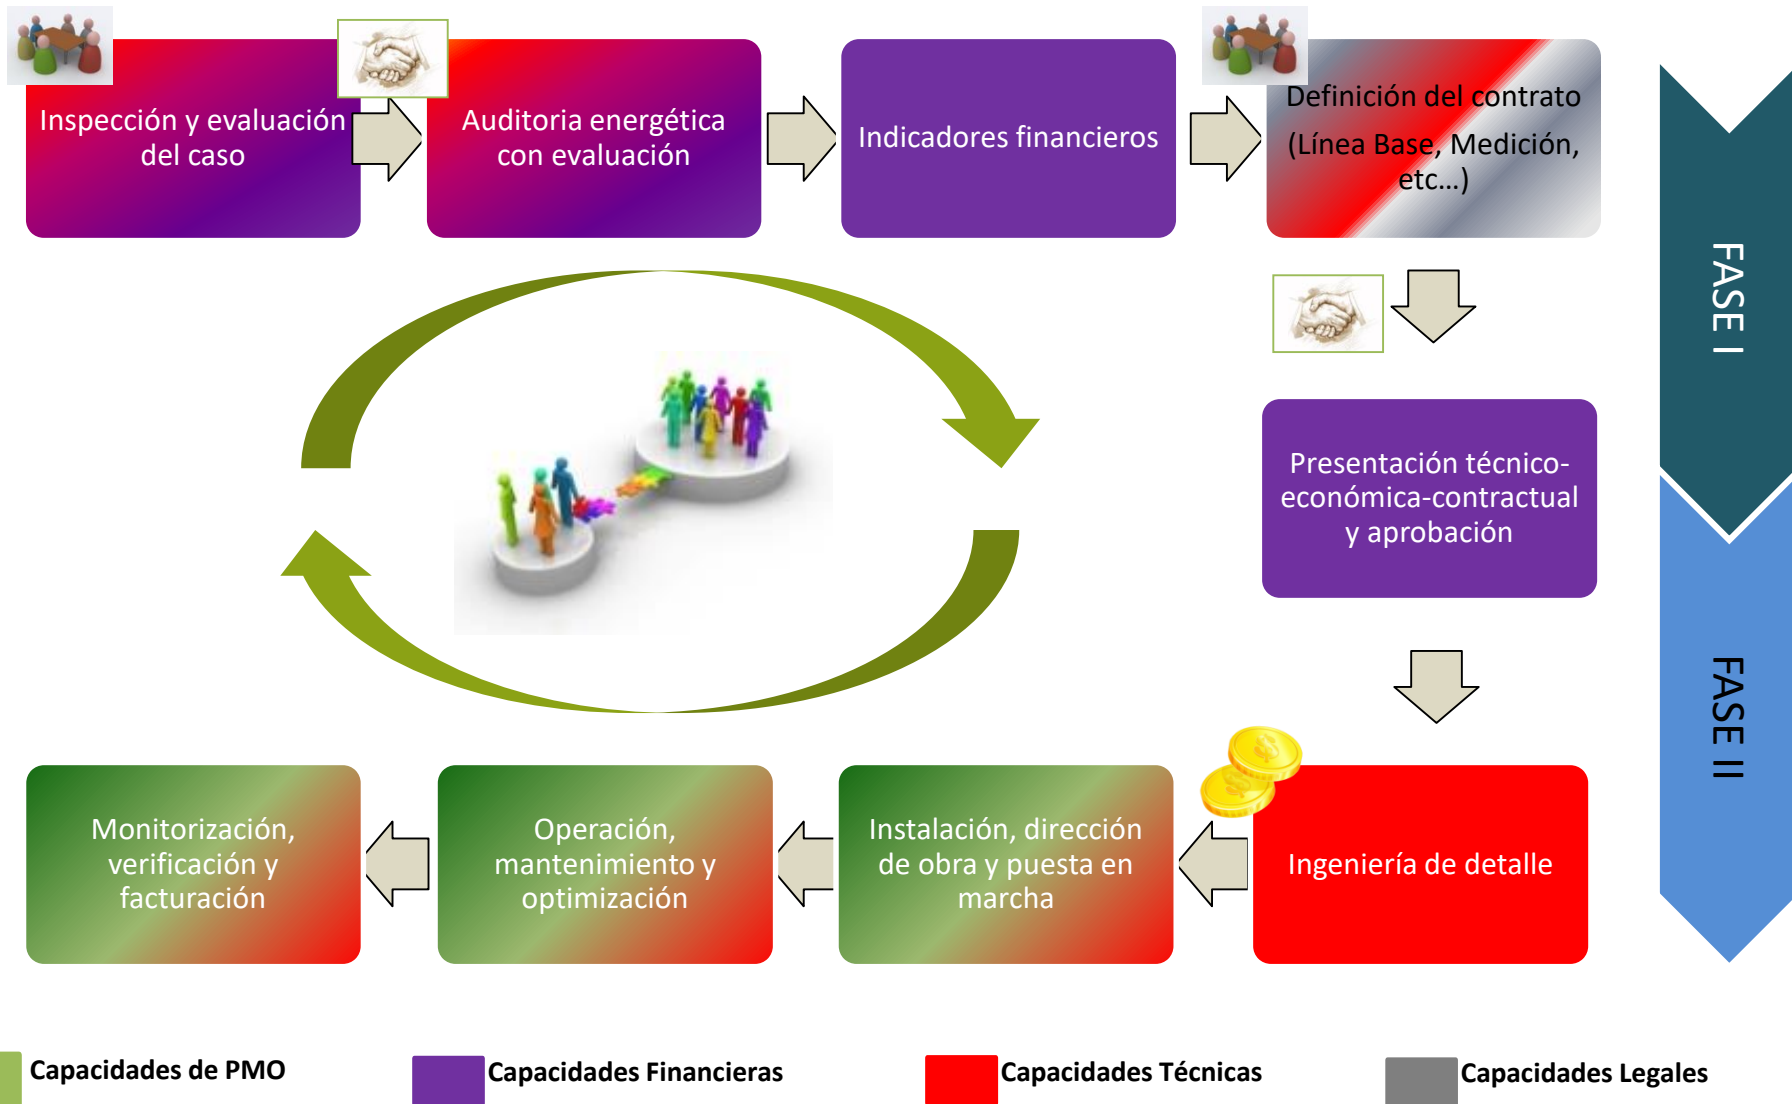 Inspección y evaluación
del caso
Auditoria energética
con evaluación
Indicadores financieros
Definición del contrato
(Línea Base, Medición,
etc...)
FASE I
Presentación técnico-
económica-contractual
y aprobación
FASE II
Monitorización,
verificación y
facturación
Operación,
mantenimiento y
optimización
Instalación, dirección
de obra y puesta en
marcha
Ingeniería de detalle
Capacidades de PMO
Capacidades Financieras
Capacidades Técnicas
Capacidades Legales